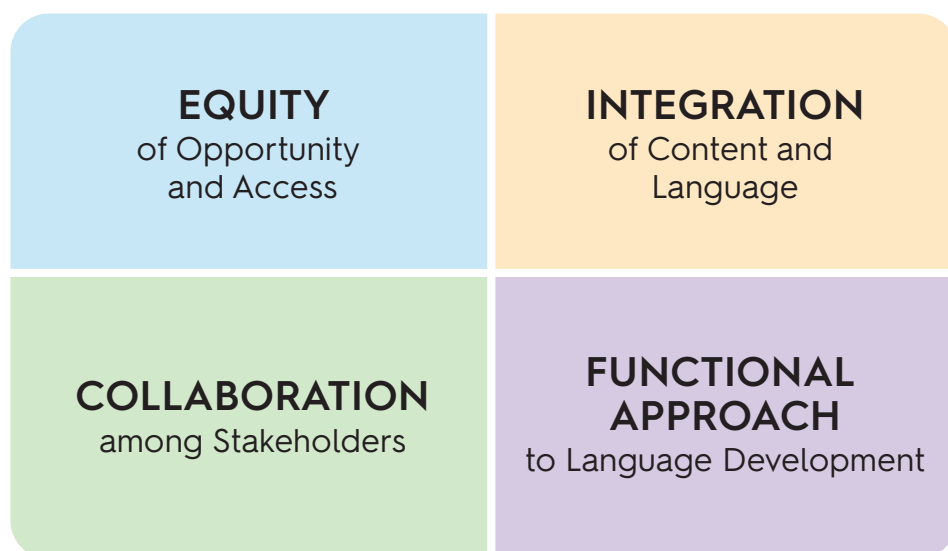 EQUITY
of Opportunity
and Access
INTEGRATION
of Content and
Language
COLLABORATION
among Stakeholders
FUNCTIONAL
APPROACH
to Language Development